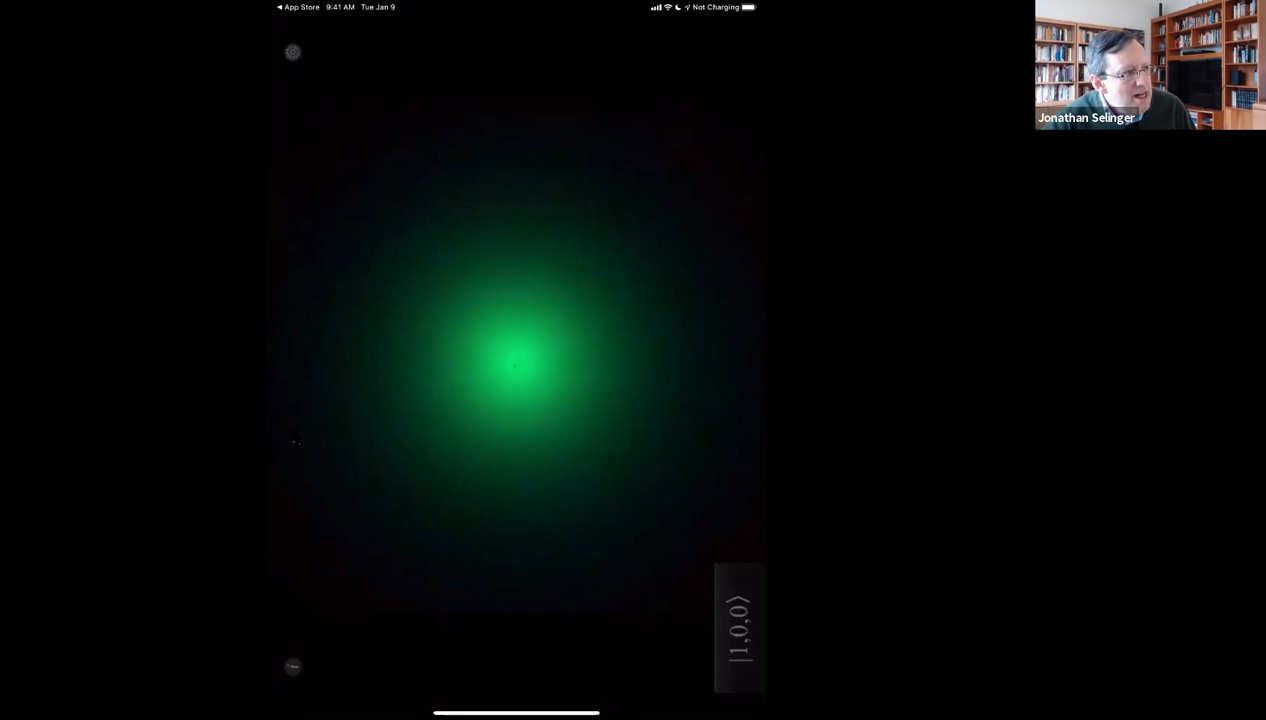 ◀ App Store 9:41 AM Tue Jan 9
Not Charging
Jonathan Selinger
|1,0,0⟩